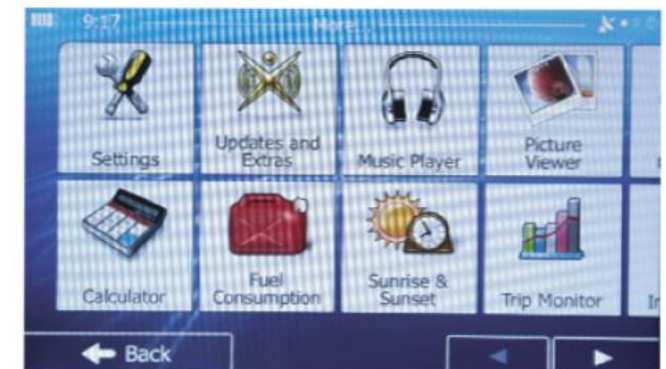 9:17
More...
Settings
Updates and
Extras
Music Player
Picture
Viewer
Calculator
Fuel
Consumption
Sunrise &
Sunset
Trip Monitor
Back